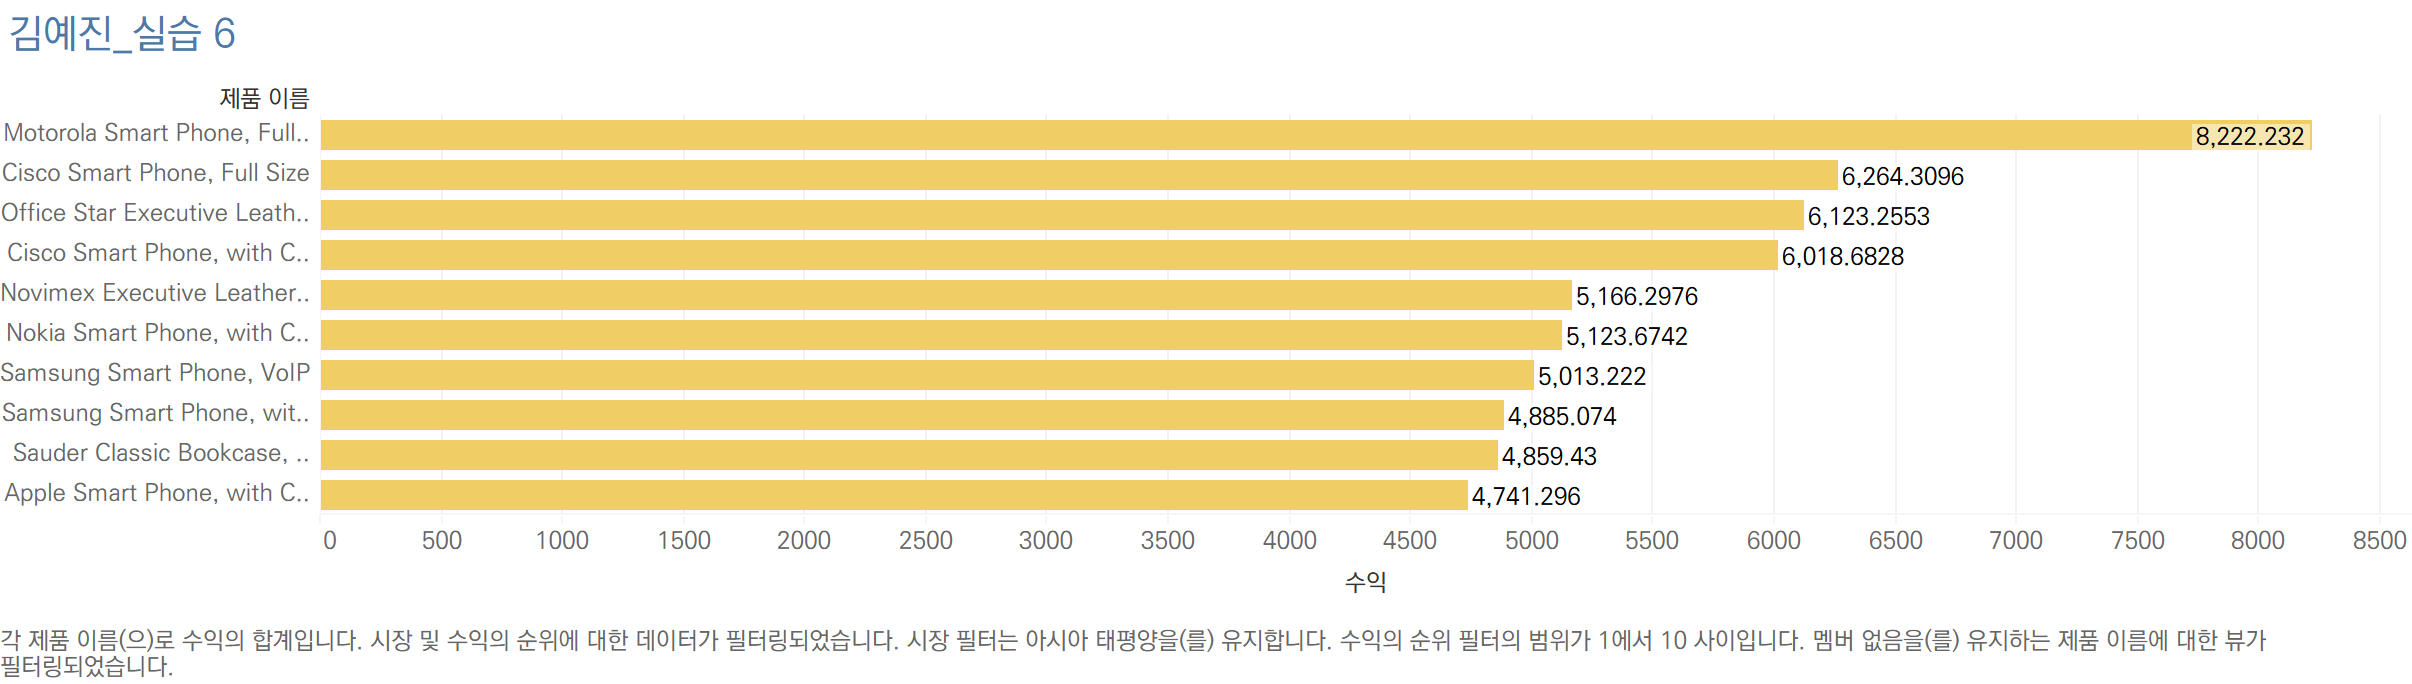 김예진_실습 6
제품 이름
Motorola Smart Phone, Full.. 8,222.232
Cisco Smart Phone, Full Size 6,264.3096
Office Star Executive Leath.. 6,123.2553
Cisco Smart Phone, with C.. 6,018.6828
Novimex Executive Leather.. 5,166.2976
Nokia Smart Phone, with C.. 5,123.6742
Samsung Smart Phone, VoIP 5,013.222
Samsung Smart Phone, wit.. 4,885.074
Sauder Classic Bookcase, .. 4,859.43
Apple Smart Phone, with C.. 4,741.296
0 500 1000 1500 2000 2500 3000 3500 4000 4500 5000 5500 6000 6500 7000 7500 8000 8500
수익
각 제품 이름(으)로 수익의 합계입니다. 시장 및 수익의 순위에 대한 데이터가 필터링되었습니다. 시장 필터는 아시아 태평양을(를) 유지합니다. 수익의 순위 필터의 범위가 1에서 10 사이입니다. 멤버 없음을(를) 유지하는 제품 이름에 대한 뷰가
필터링되었습니다.